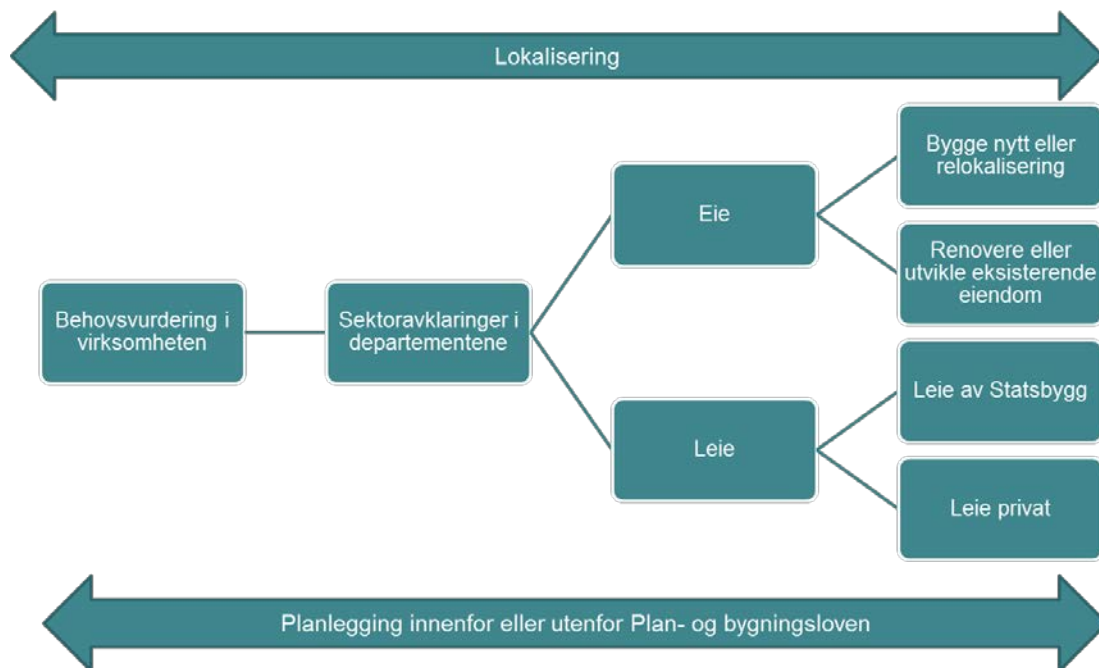 Lokalisering
Bygge nytt eller
relokalisering
Eie
Renovere eller
utvikle eksisterende
eiendom
Behovsvurdering i
virksomheten
Sektoravklaringer i
departementene
Leie av Statsbygg
Leie
Leie privat
Planlegging innenfor eller utenfor Plan- og bygningsloven